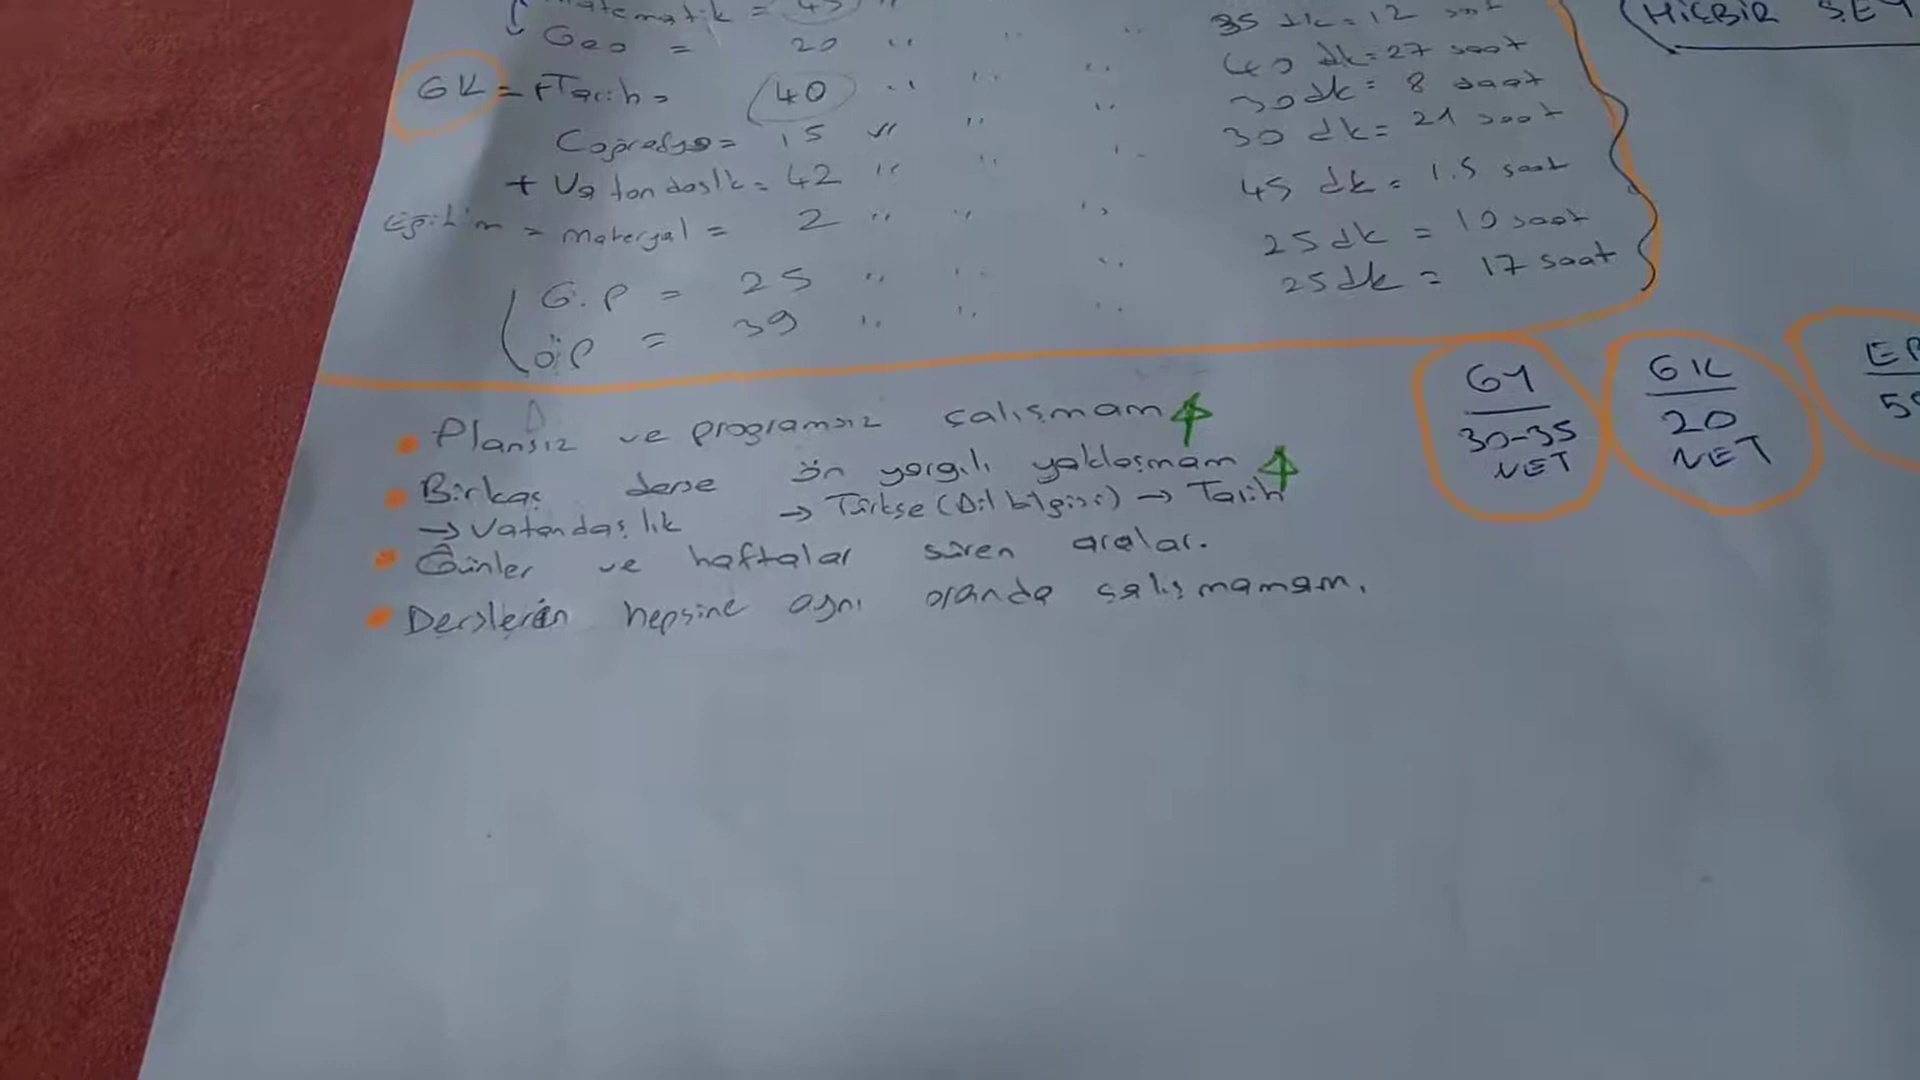 Matematik = 45 "
Geo = 20 " " " 35 dk = 12 saat
GK = Tarih = 40 " " " 40 dk = 27 saat
Coğrafya = 15 " " " 30 dk = 8 saat
+ Vatandaşlık = 42 " " " 30 dk = 21 saat
Eğitim = materyal = 2 " " " 45 dk = 1.5 saat
G.P = 25 " " " 25 dk = 10 saat
ÖP = 39 " " " 25 dk = 17 saat
HİÇBİR ŞEY
• Plansız ve programsız çalışmam
• Birkaç derse ön yargılı yaklaşmam
→ Vatandaşlık → Türkçe (Dil bilgisi) → Tarih
• Günler ve haftalar süren aralar.
• Derslerin hepsine aynı oranda çalışmamam.
GY
30-35
NET
GK
20
NET